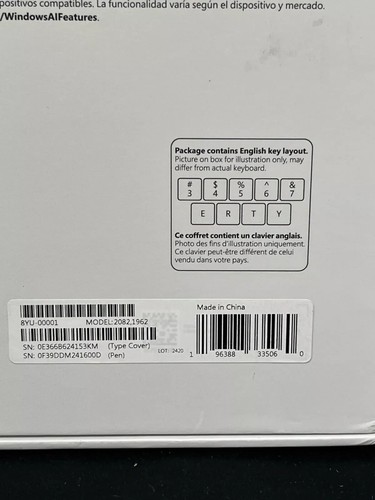 positivos compatibles. La funcionalidad varía según el dispositivo y mercado.
/WindowsAIFeatures.
Package contains English key layout.
Picture on box for illustration only, may
differ from actual keyboard.
# $ % ^ &
3 4 5 6 7
E R T Y
Ce coffret contient un clavier anglais.
Photo des fins d'illustration uniquement.
Ce clavier peut-être différent de celui
vendu dans votre pays.
Made in China
8YU-00001 MODEL:2082,1962
SN: 0E366B624153KM (Type Cover)
SN: 0F39DDM241600D (Pen)
LOT: 2420
1 96388 33506 0